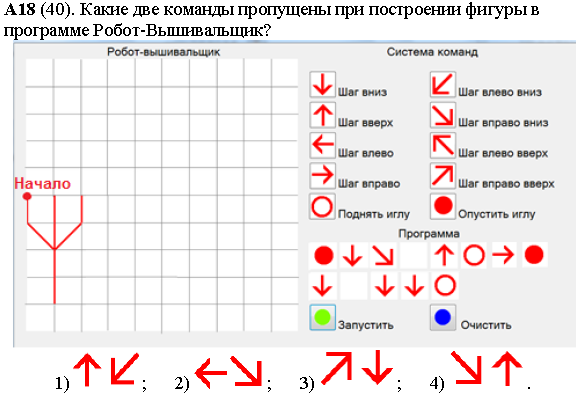 А18 (40). Какие две команды пропущены при построении фигуры в
программе Робот-Вышивальщик?
Робот-вышивальщик
Система команд
Шаг вниз
Шаг влево вниз
Шаг вверх
Шаг вправо вниз
Шаг влево
Шаг влево вверх
Шаг вправо
Шаг вправо вверх
Поднять иглу
Опустить иглу
Начало
Программа
Запустить
Очистить
1) ↑↙; 2) ←↘; 3) ↗↓; 4) ↘↑.